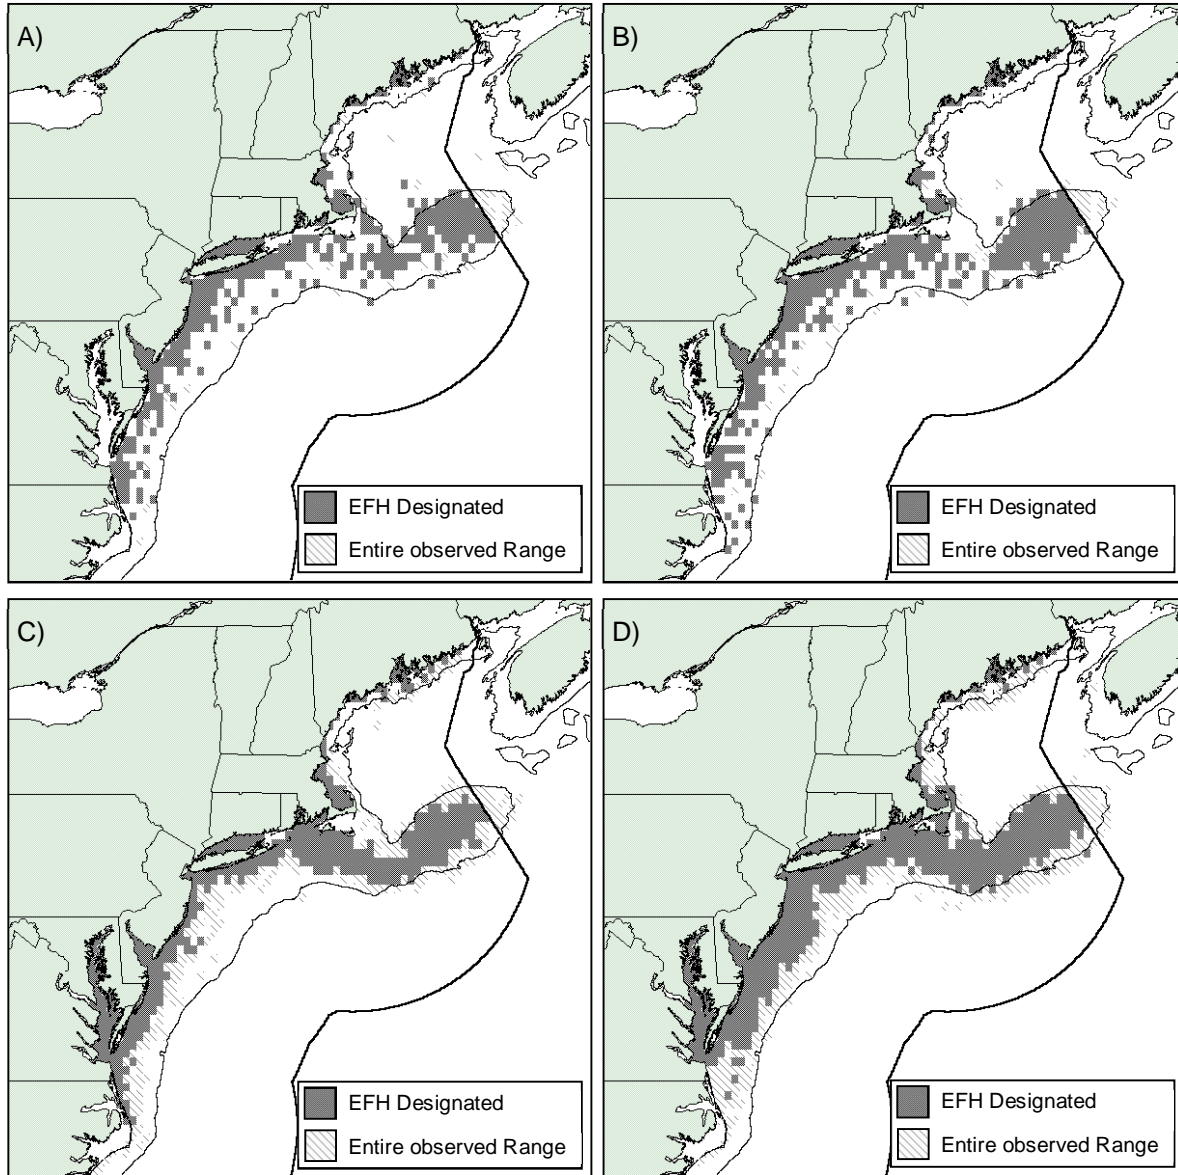 A)
EFH Designated
Entire observed Range
B)
EFH Designated
Entire observed Range
C)
EFH Designated
Entire observed Range
D)
EFH Designated
Entire observed Range